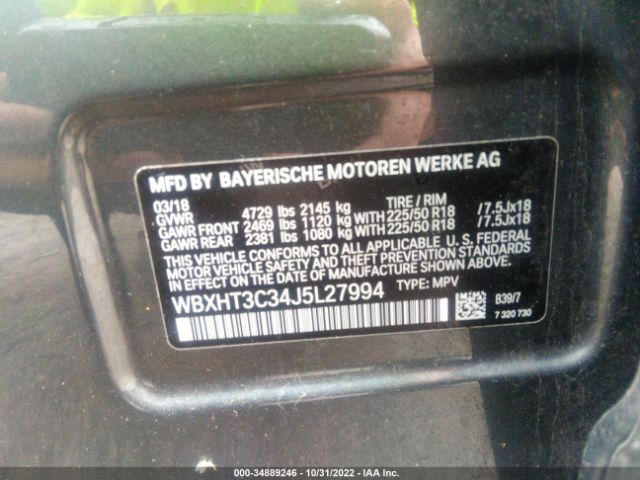 MFD BY BAYERISCHE MOTOREN WERKE AG
03/18 TIRE / RIM
GVWR 4729 lbs 2145 kg
GAWR FRONT 2469 lbs 1120 kg WITH 225/50 R18 /7.5Jx18
GAWR REAR 2381 lbs 1080 kg WITH 225/50 R18 /7.5Jx18
THIS VEHICLE CONFORMS TO ALL APPLICABLE U.S. FEDERAL
MOTOR VEHICLE SAFETY AND THEFT PREVENTION STANDARDS
IN EFFECT ON THE DATE OF MANUFACTURE SHOWN ABOVE.
WBXHT3C34J5L27994 TYPE: MPV
B39/7
7 320 730
000-34889246 - 10/31/2022 - IAA Inc.